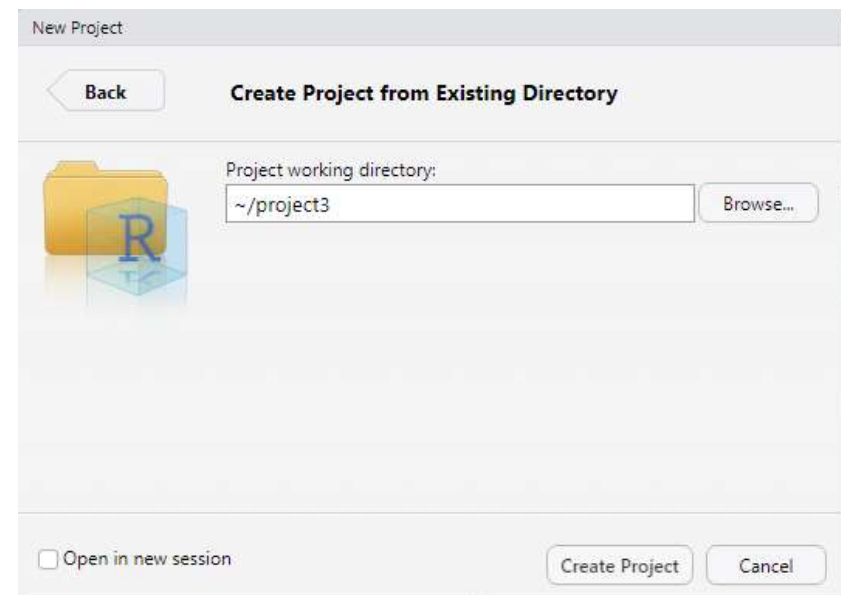 New Project
Back
Create Project from Existing Directory
Project working directory:
~/project3
Browse...
R
Open in new session
Create Project
Cancel